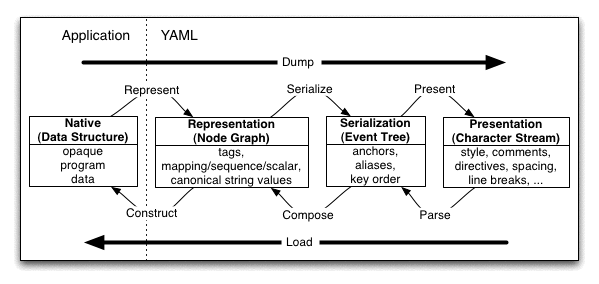 Application
YAML
Dump
Represent
Serialize
Present
Native
(Data Structure)
opaque
program
data
Representation
(Node Graph)
tags,
mapping/sequence/scalar,
canonical string values
Serialization
(Event Tree)
anchors,
aliases,
key order
Presentation
(Character Stream)
style, comments,
directives, spacing,
line breaks, ...
Construct
Compose
Parse
Load